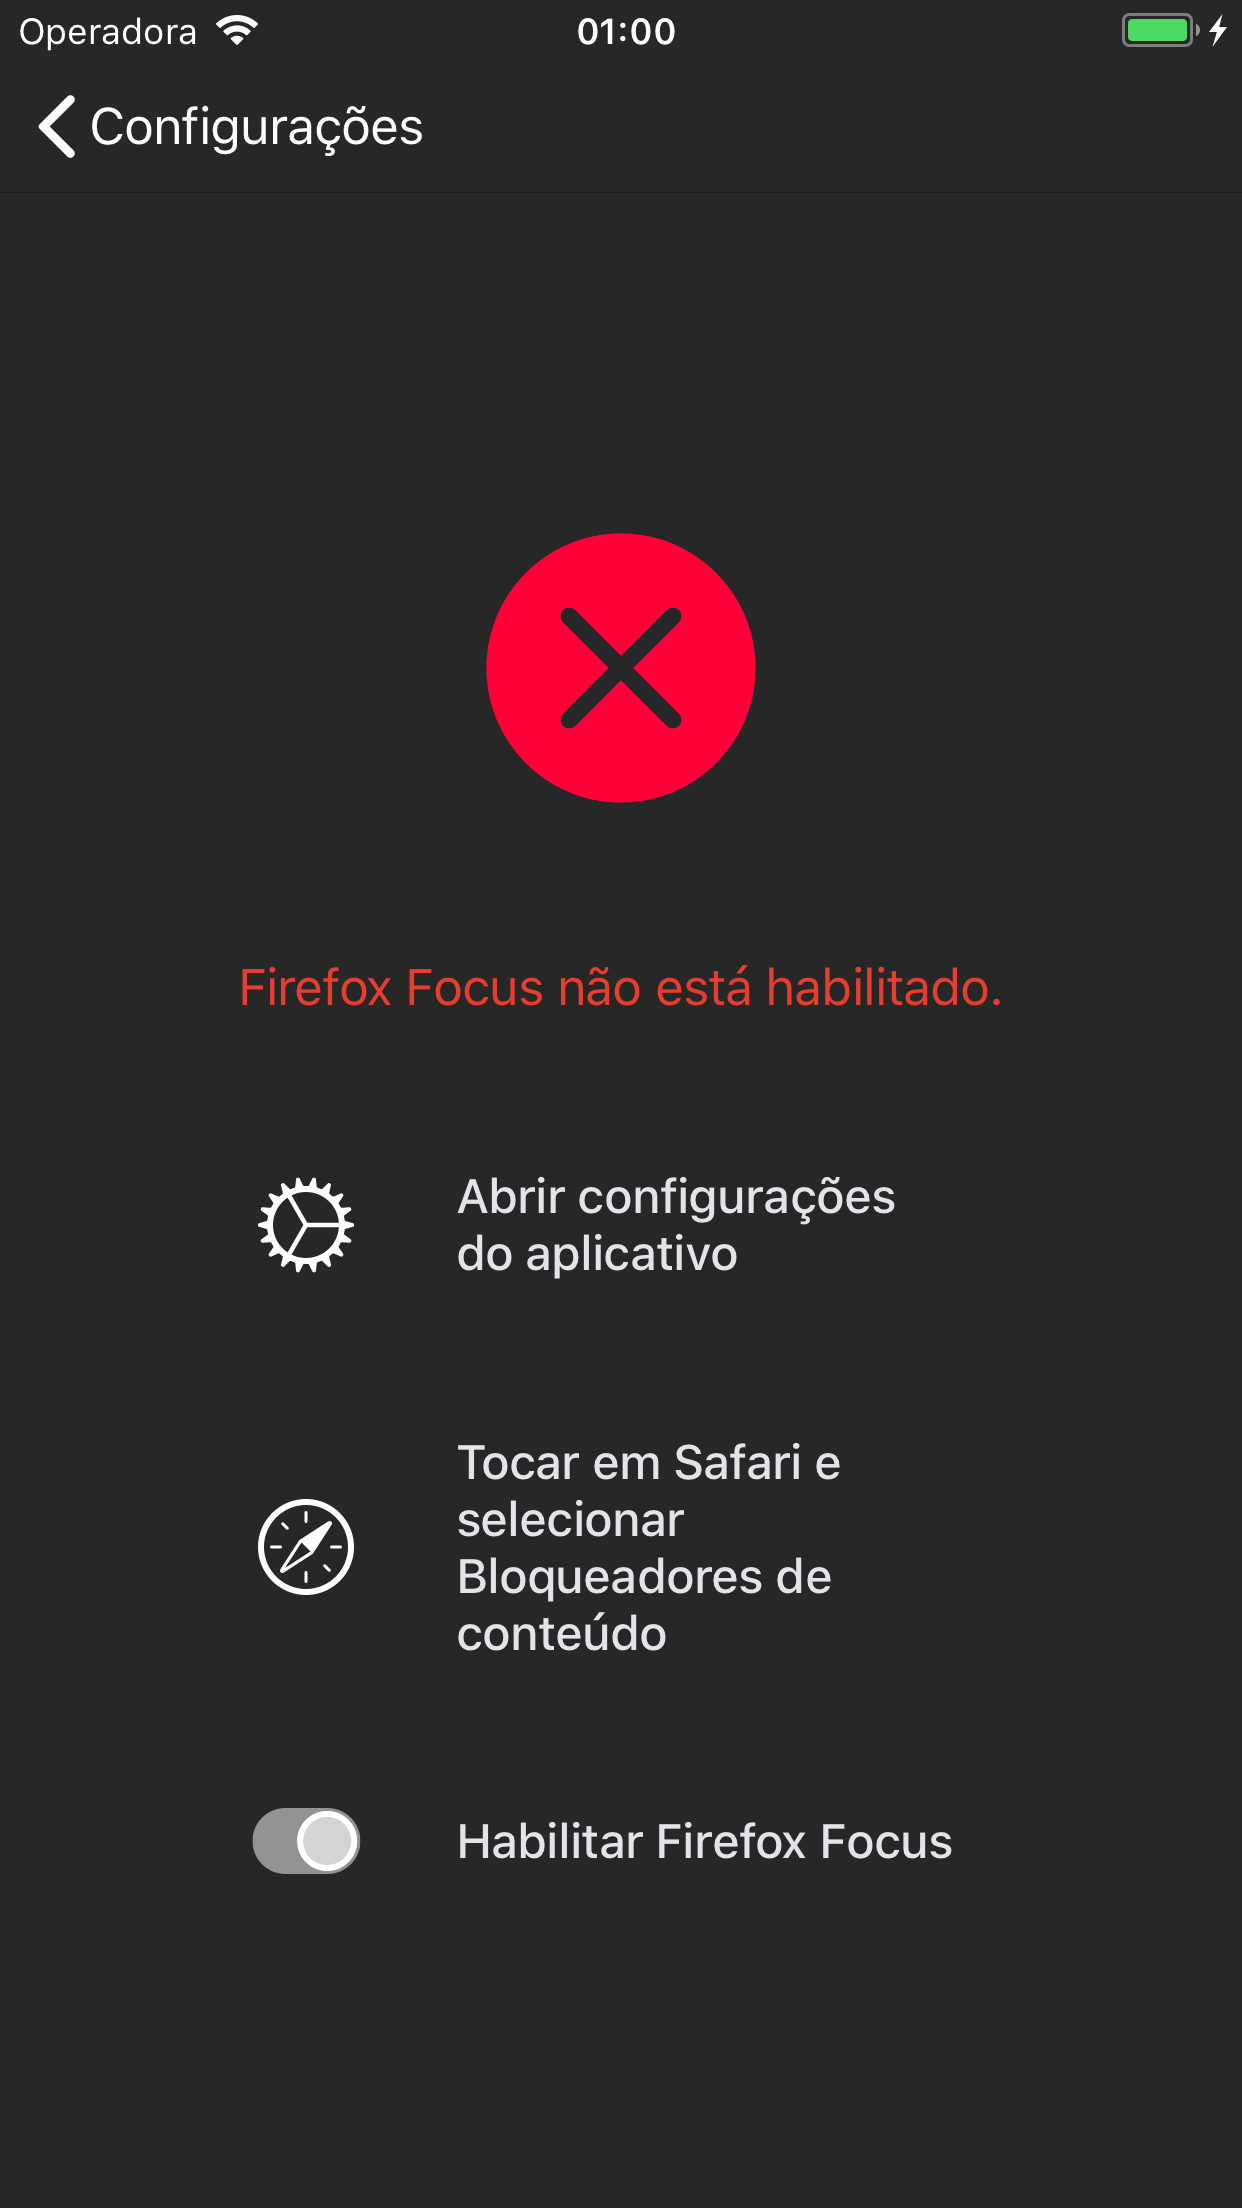 Operadora
01:00
Configurações
Firefox Focus não está habilitado.
Abrir configurações
do aplicativo
Tocar em Safari e
selecionar
Bloqueadores de
conteúdo
Habilitar Firefox Focus